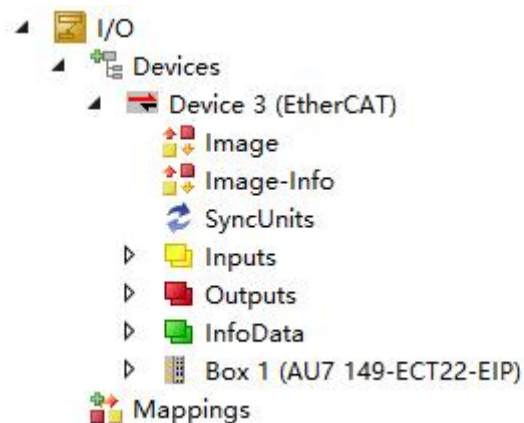 I/O
Devices
Device 3 (EtherCAT)
Image
Image-Info
SyncUnits
Inputs
Outputs
InfoData
Box 1 (AU7 149-ECT22-EIP)
Mappings